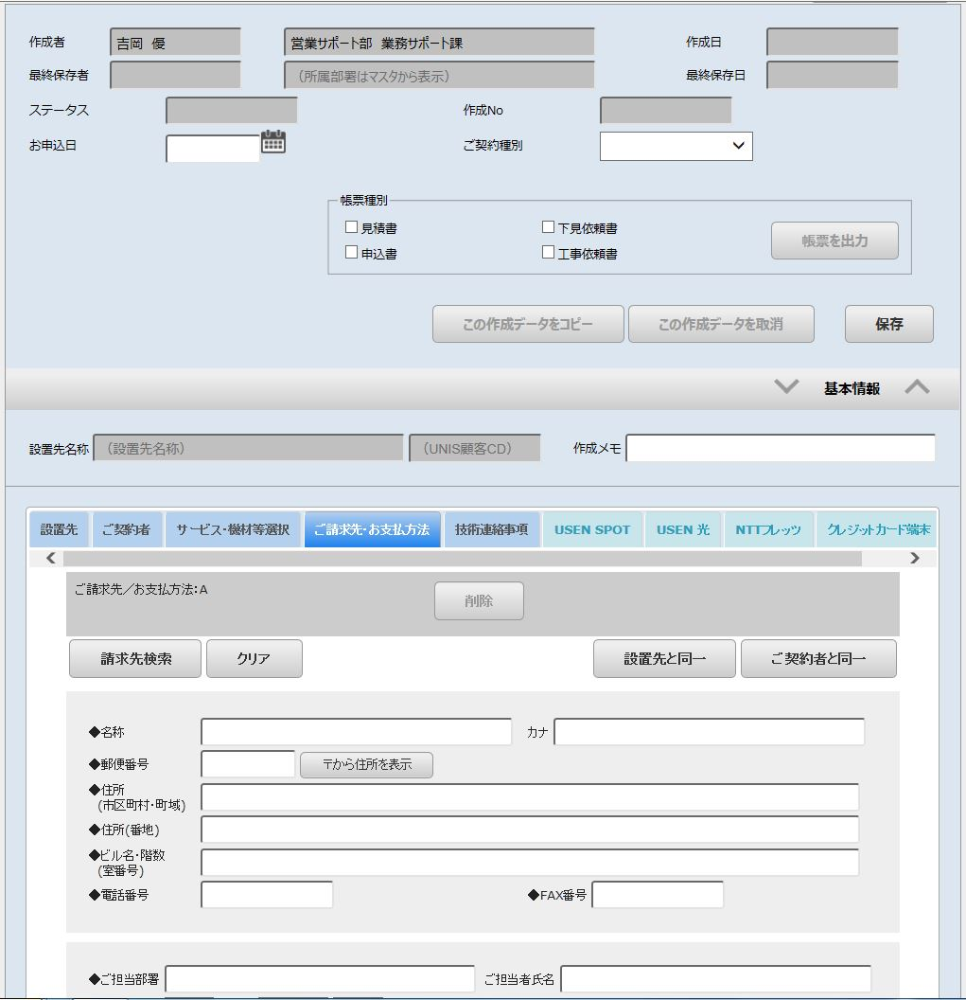 作成者 吉岡 優 営業サポート部 業務サポート課 作成日
最終保存者 （所属部署はマスタから表示） 最終保存日
ステータス 作成No
お申込日 ご契約種別
帳票種別
見積書 下見依頼書
帳票を出力
申込書 工事依頼書
この作成データをコピー この作成データを取消 保存
基本情報
設置先名称 （設置先名称） （UNIS顧客CD） 作成メモ
設置先 ご契約者 サービス・機材等選択 ご請求先・お支払方法 技術連絡事項 USEN SPOT USEN 光 NTTフレッツ クレジットカード端末
ご請求先／お支払方法：A 削除
請求先検索 クリア 設置先と同一 ご契約者と同一
◆名称 カナ
◆郵便番号 〒から住所を表示
◆住所
(市区町村・町域)
◆住所(番地)
◆ビル名・階数
(室番号)
◆電話番号 ◆FAX番号
◆ご担当部署 ご担当者氏名